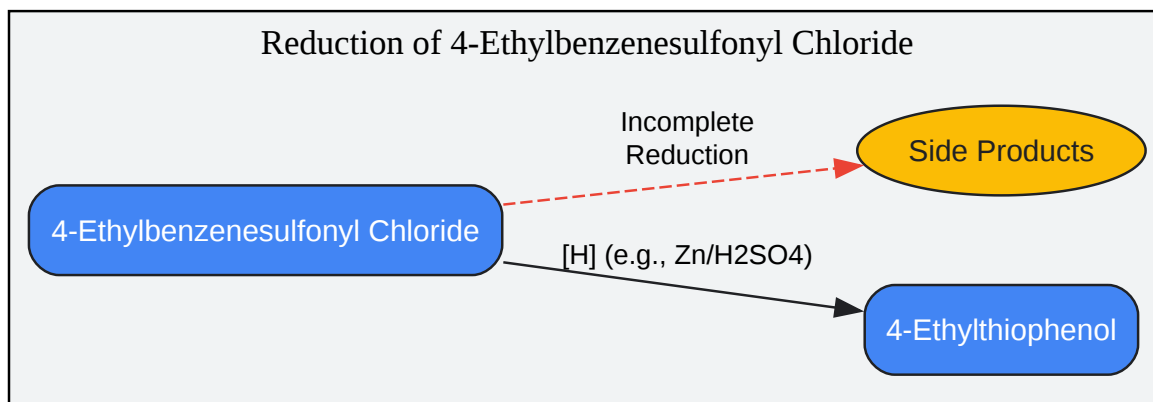 Reduction of 4-Ethylbenzenesulfonyl Chloride
Incomplete
Reduction
Side Products
4-Ethylbenzenesulfonyl Chloride
[H] (e.g., Zn/H2SO4)
4-Ethylthiophenol